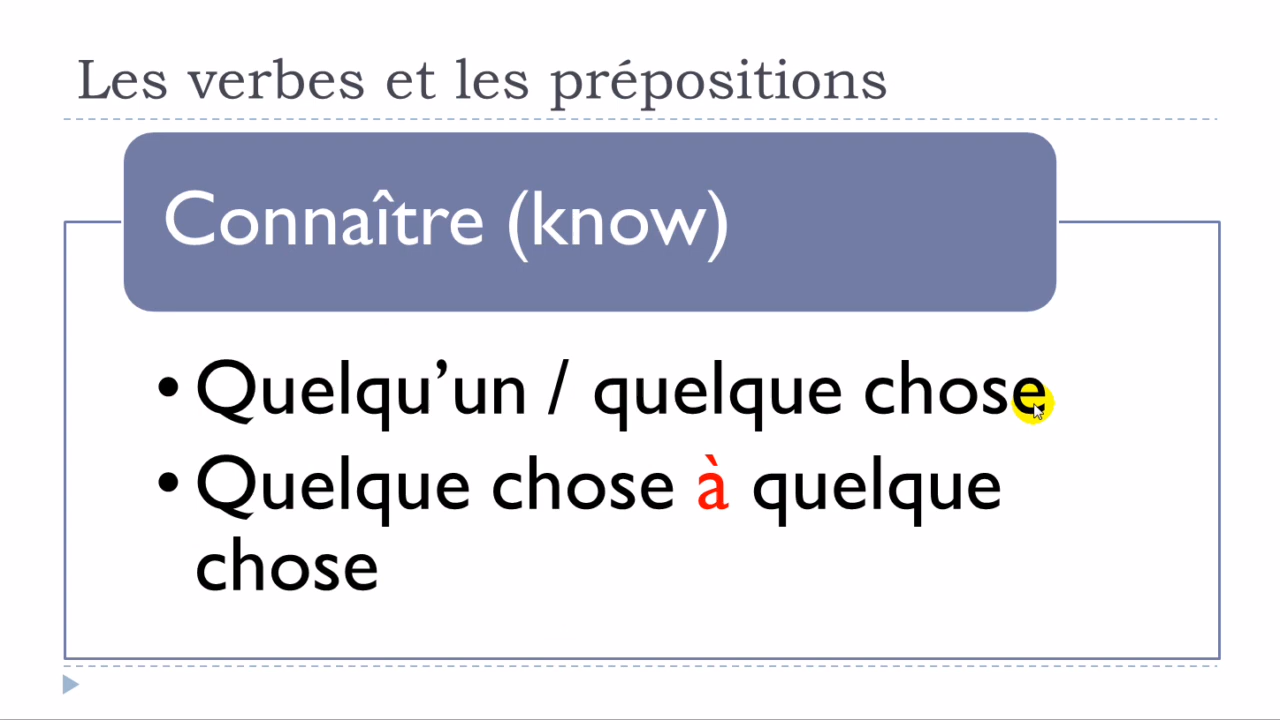 Les verbes et les prépositions
Connaître (know)
• Quelqu’un / quelque chose
• Quelque chose à quelque
chose